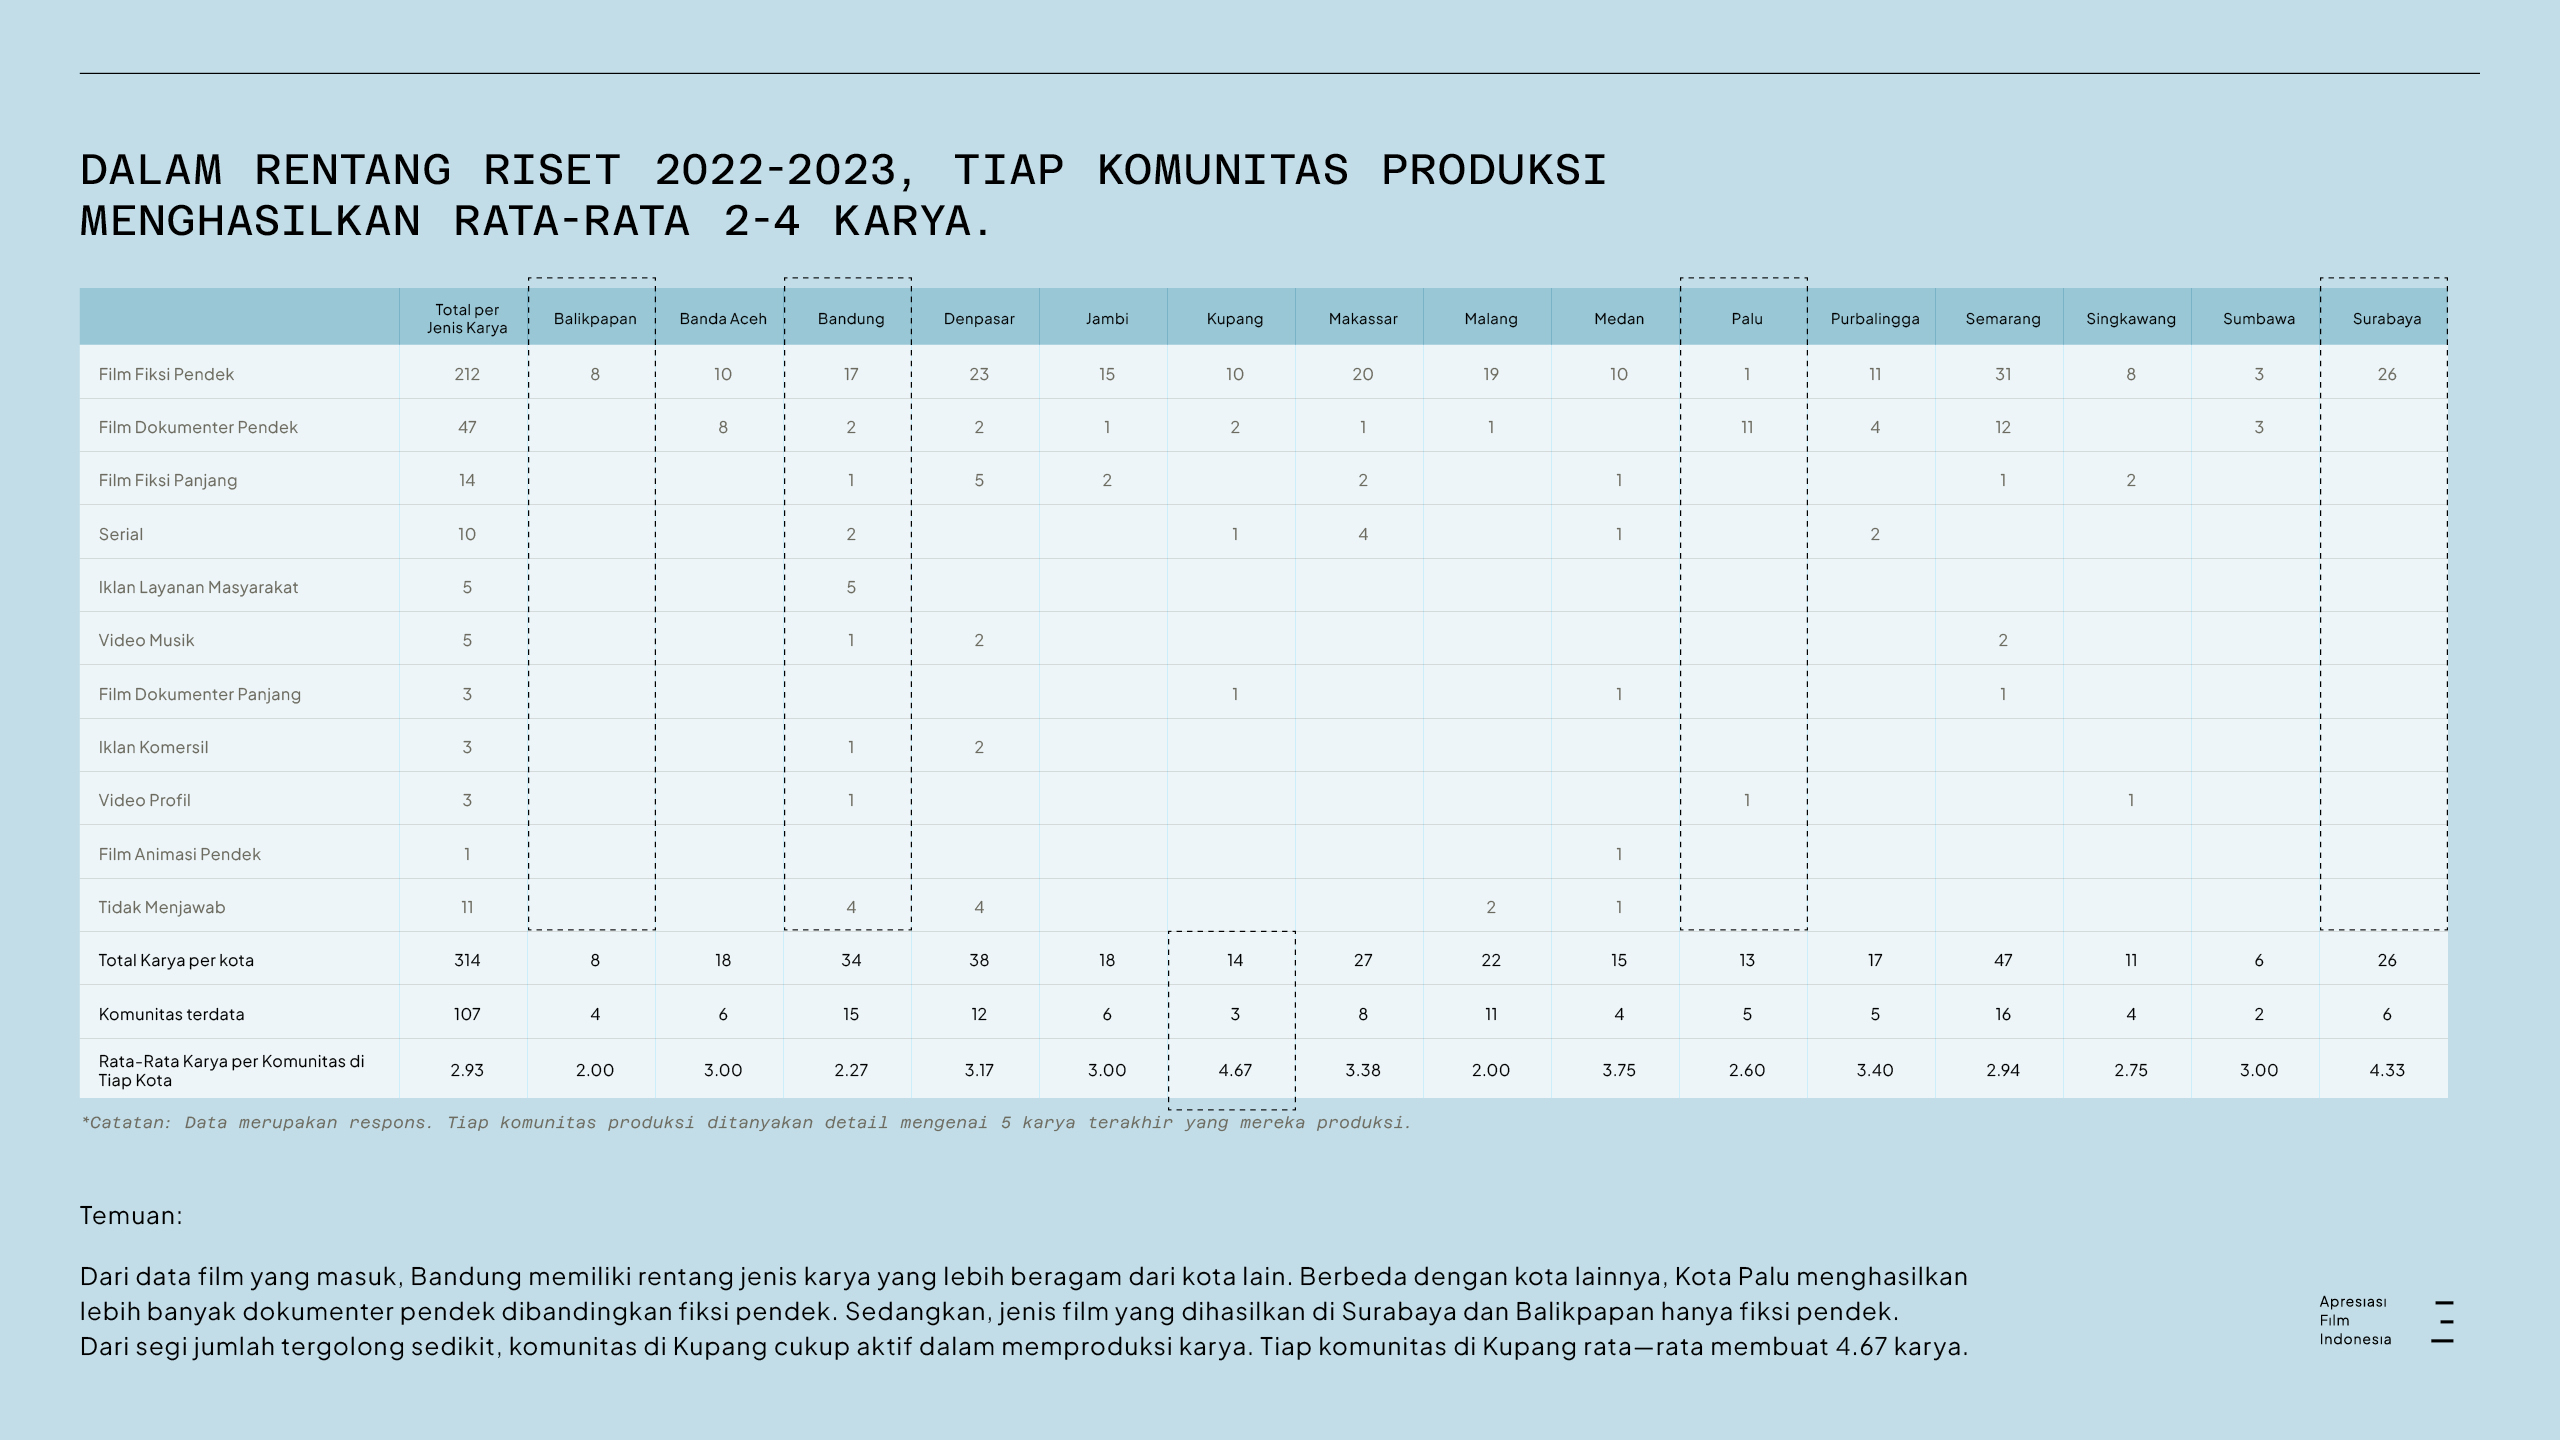 DALAM RENTANG RISET 2022-2023, TIAP KOMUNITAS PRODUKSI
MENGHASILKAN RATA-RATA 2-4 KARYA.
Total per Jenis Karya Balikpapan Banda Aceh Bandung Denpasar Jambi Kupang Makassar Malang Medan Palu Purbalingga Semarang Singkawang Sumbawa Surabaya
Film Fiksi Pendek 212 8 10 17 23 15 10 20 19 10 1 11 31 8 3 26
Film Dokumenter Pendek 47 8 2 2 1 2 1 1 11 4 12 3
Film Fiksi Panjang 14 1 5 2 2 1 1 2
Serial 10 2 1 4 1 2
Iklan Layanan Masyarakat 5 5
Video Musik 5 1 2 2
Film Dokumenter Panjang 3 1 1 1
Iklan Komersil 3 1 2
Video Profil 3 1 1 1
Film Animasi Pendek 1 1
Tidak Menjawab 11 4 4 2 1
Total Karya per kota 314 8 18 34 38 18 14 27 22 15 13 17 47 11 6 26
Komunitas terdata 107 4 6 15 12 6 3 8 11 4 5 5 16 4 2 6
Rata-Rata Karya per Komunitas di
Tiap Kota 2.93 2.00 3.00 2.27 3.17 3.00 4.67 3.38 2.00 3.75 2.60 3.40 2.94 2.75 3.00 4.33
*Catatan: Data merupakan respons. Tiap komunitas produksi ditanyakan detail mengenai 5 karya terakhir yang mereka produksi.
Temuan:
Dari data film yang masuk, Bandung memiliki rentang jenis karya yang lebih beragam dari kota lain. Berbeda dengan kota lainnya, Kota Palu menghasilkan
lebih banyak dokumenter pendek dibandingkan fiksi pendek. Sedangkan, jenis film yang dihasilkan di Surabaya dan Balikpapan hanya fiksi pendek.
Dari segi jumlah tergolong sedikit, komunitas di Kupang cukup aktif dalam memproduksi karya. Tiap komunitas di Kupang rata—rata membuat 4.67 karya.
Apresiasi
Film
Indonesia